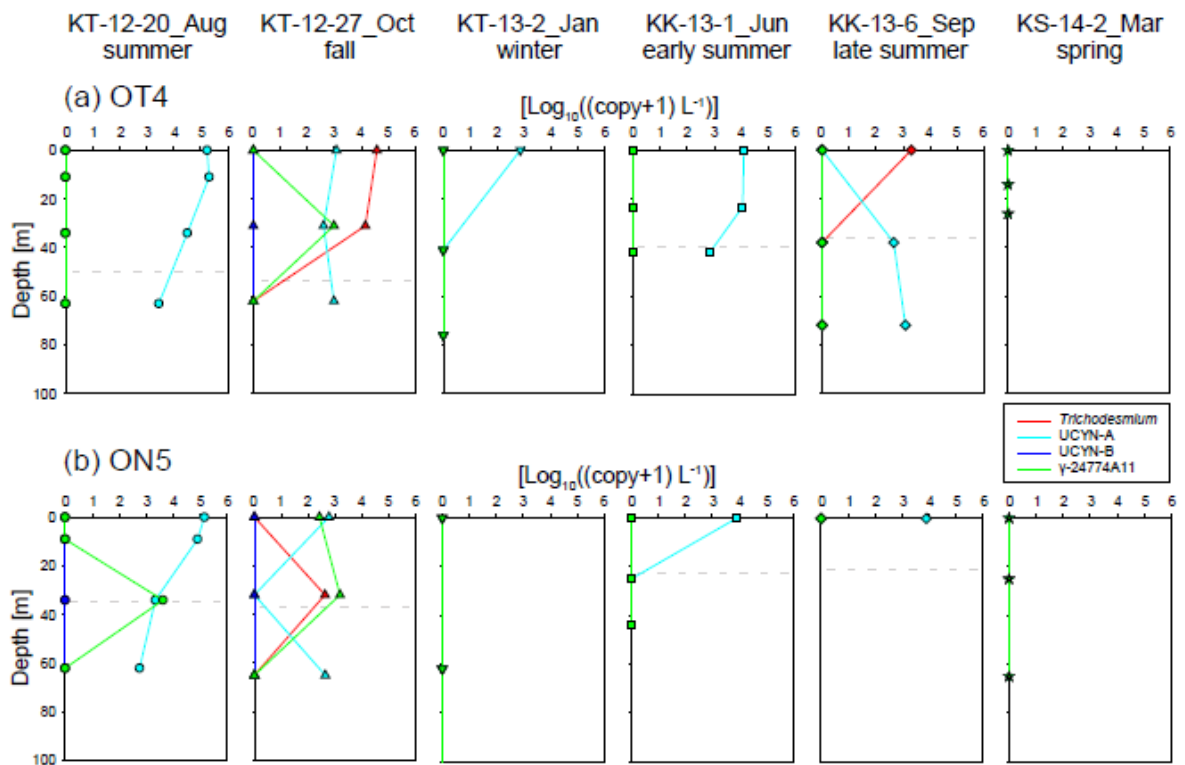 KT-12-20_Aug KT-12-27_Oct KT-13-2_Jan KK-13-1_Jun KK-13-6_Sep KS-14-2_Mar
summer fall winter early summer late summer spring
(a) OT4
[Log₁₀((copy+1) L⁻¹)]
0 1 2 3 4 5 6 0 1 2 3 4 5 6 0 1 2 3 4 5 6 0 1 2 3 4 5 6 0 1 2 3 4 5 6 0 1 2 3 4 5 6
0
20
40
60
80
100
Depth [m]
Trichodesmium
UCYN-A
UCYN-B
γ-24774A11
(b) ON5
[Log₁₀((copy+1) L⁻¹)]
0 1 2 3 4 5 6 0 1 2 3 4 5 6 0 1 2 3 4 5 6 0 1 2 3 4 5 6 0 1 2 3 4 5 6 0 1 2 3 4 5 6
0
20
40
60
80
100
Depth [m]